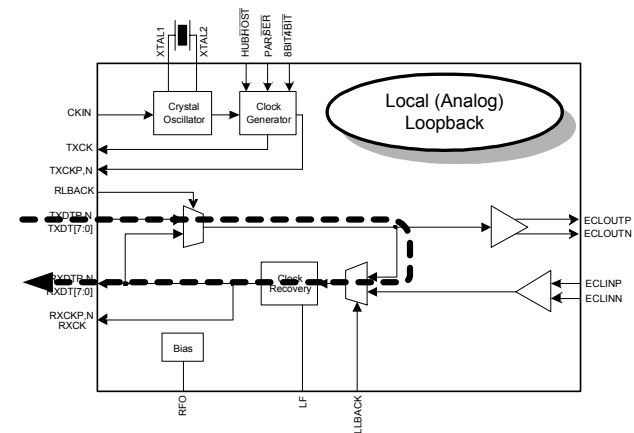 XTAL1
XTAL2
HUBHOST
PARSER
8BIT4BIT
Local (Analog)
Loopback
CKIN
Crystal
Oscillator
Clock
Generator
TXCK
TXCKP,N
RLBACK
TXDTP,N
TXDT[7:0]
ECLOUTP
ECLOUTN
RXDTP,N
RXDT[7:0]
Clock
Recovery
ECLINP
ECLINN
RXCKP,N
RXCK
Bias
RFO
LF
LLBACK